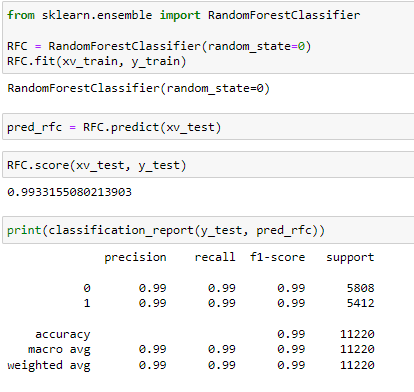 from sklearn.ensemble import RandomForestClassifier
RFC = RandomForestClassifier(random_state=0)
RFC.fit(xv_train, y_train)
RandomForestClassifier(random_state=0)
pred_rfc = RFC.predict(xv_test)
RFC.score(xv_test, y_test)
0.9933155080213903
print(classification_report(y_test, pred_rfc))
precision recall f1-score support
0 0.99 0.99 0.99 5808
1 0.99 0.99 0.99 5412
accuracy 0.99 11220
macro avg 0.99 0.99 0.99 11220
weighted avg 0.99 0.99 0.99 11220